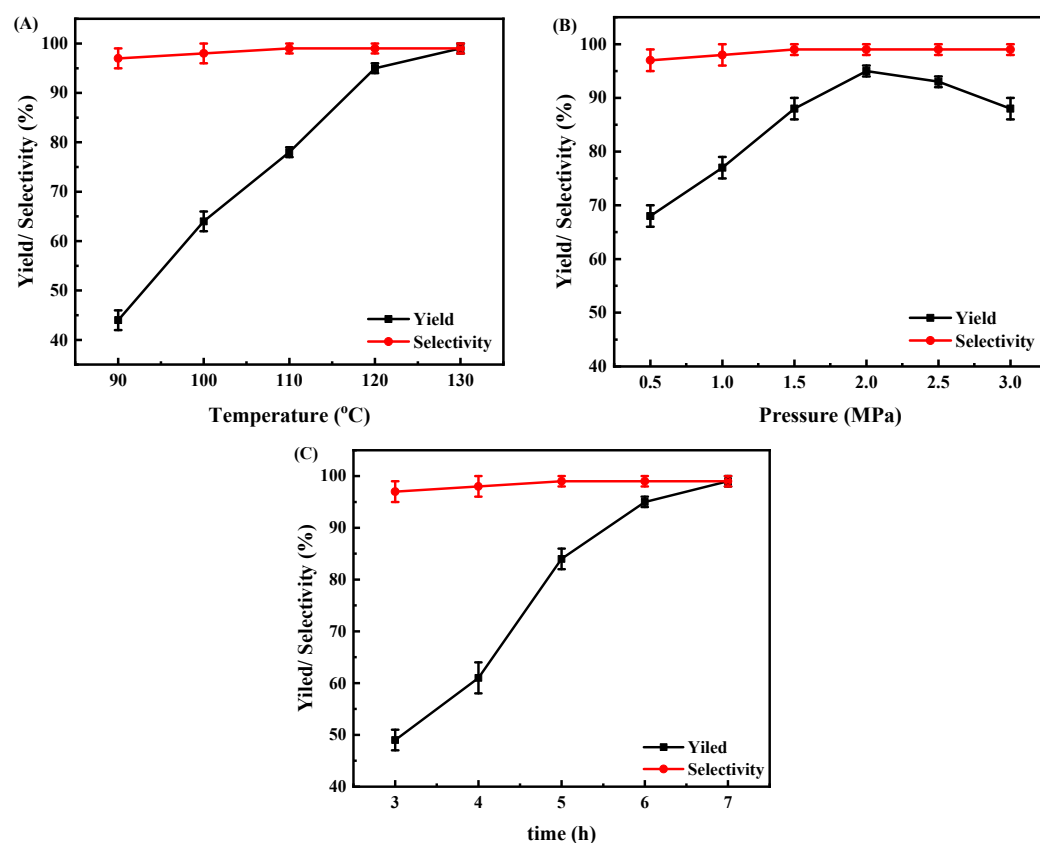 (A)
100
90
80
70
60
50
40
Yield/ Selectivity (%)
Yield
Selectivity
90 100 110 120 130
Temperature (°C)
(B)
100
90
80
70
60
50
40
Yield/ Selectivity (%)
Yield
Selectivity
0.5 1.0 1.5 2.0 2.5 3.0
Pressure (MPa)
(C)
100
90
80
70
60
50
40
Yiled/ Selectivity (%)
Yiled
Selectivity
3 4 5 6 7
time (h)